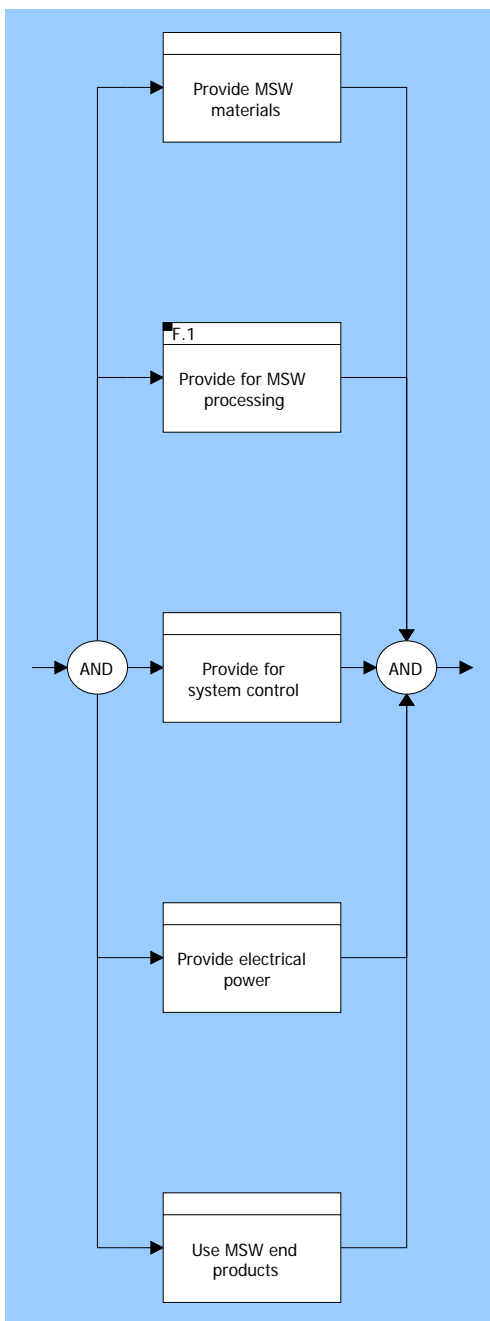 Provide MSW
materials
F.1
Provide for MSW
processing
AND
Provide for
system control
AND
Provide electrical
power
Use MSW end
products